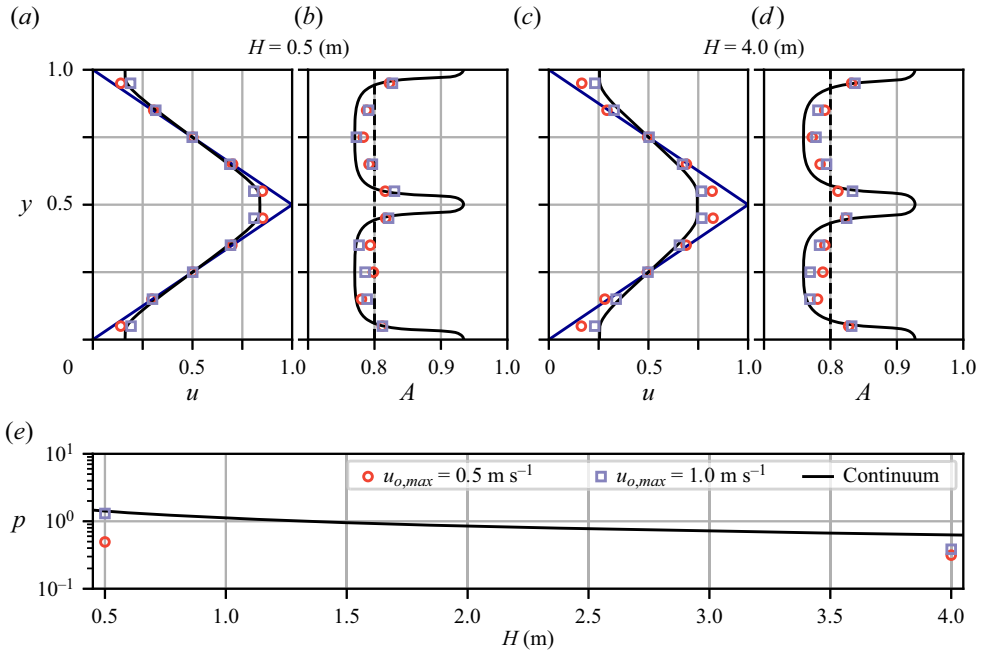 (a) (b) (c) (d)
H = 0.5 (m) H = 4.0 (m)
1.0
y 0.5
0 0.5 1.0 0.8 0.9 1.0 0 0.5 1.0 0.8 0.9 1.0
u A u A
(e)
10¹
p 10⁰
10⁻¹
u₀,max = 0.5 m s⁻¹ u₀,max = 1.0 m s⁻¹ Continuum
0.5 1.0 1.5 2.0 2.5 3.0 3.5 4.0
H (m)